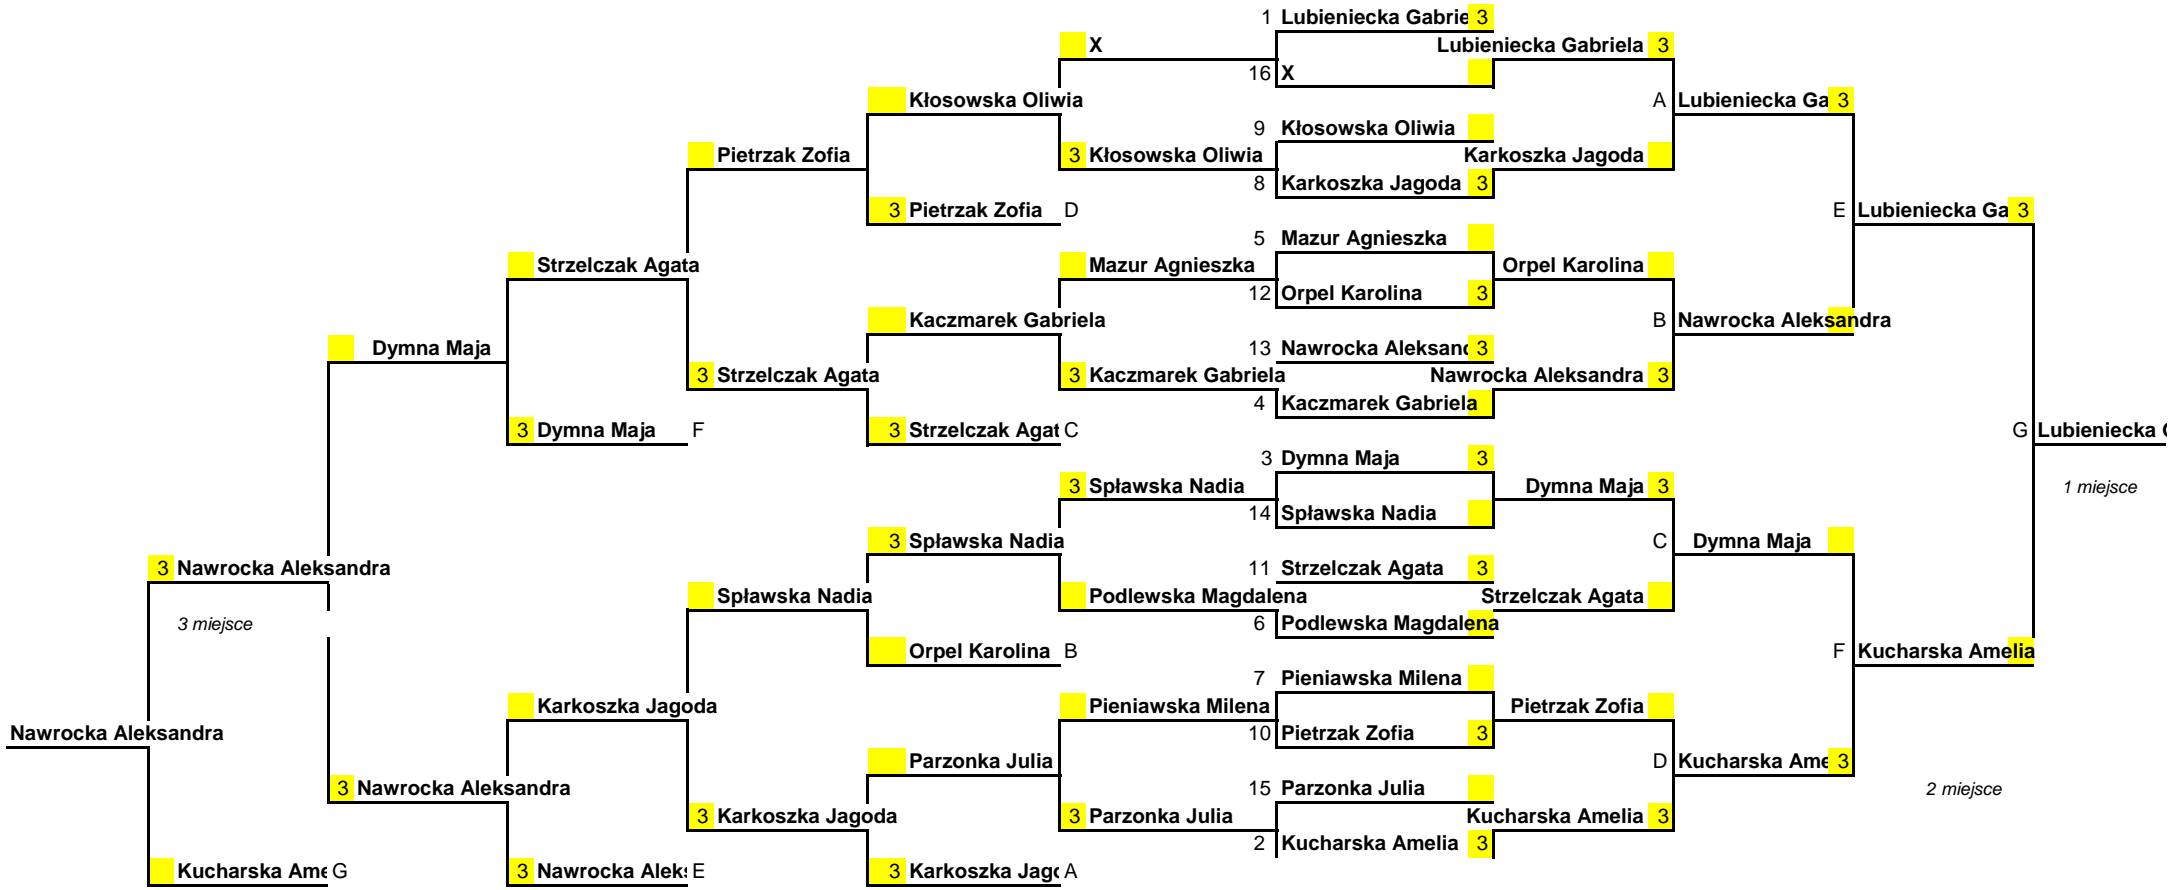 1 Lubieniecka Gabrie 3
X Lubieniecka Gabriela 3
16 X
Kłosowska Oliwia A Lubieniecka Ga 3
9 Kłosowska Oliwia
Pietrzak Zofia 3 Kłosowska Oliwia Karkoszka Jagoda
8 Karkoszka Jagoda 3
3 Pietrzak Zofia D E Lubieniecka Ga 3
5 Mazur Agnieszka
Strzelczak Agata Mazur Agnieszka Orpel Karolina
12 Orpel Karolina 3
Kaczmarek Gabriela B Nawrocka Aleksandra
Dymna Maja 13 Nawrocka Aleksand 3
3 Strzelczak Agata 3 Kaczmarek Gabriela Nawrocka Aleksandra 3
4 Kaczmarek Gabriela
3 Dymna Maja F 3 Strzelczak Agat C G Lubieniecka G
3 Dymna Maja 3
3 Spławska Nadia Dymna Maja 3 1 miejsce
14 Spławska Nadia
3 Spławska Nadia C Dymna Maja
3 Nawrocka Aleksandra 11 Strzelczak Agata 3
Spławska Nadia Podlewska Magdalena Strzelczak Agata
3 miejsce 6 Podlewska Magdalena
Orpel Karolina B F Kucharska Amelia
7 Pieniawska Milena
Karkoszka Jagoda Pieniawska Milena Pietrzak Zofia
Nawrocka Aleksandra 10 Pietrzak Zofia 3
Parzonka Julia D Kucharska Ame 3
3 Nawrocka Aleksandra 15 Parzonka Julia 2 miejsce
3 Karkoszka Jagoda 3 Parzonka Julia Kucharska Amelia 3
2 Kucharska Amelia 3
Kucharska Ame G 3 Nawrocka Aleks E 3 Karkoszka Jago A